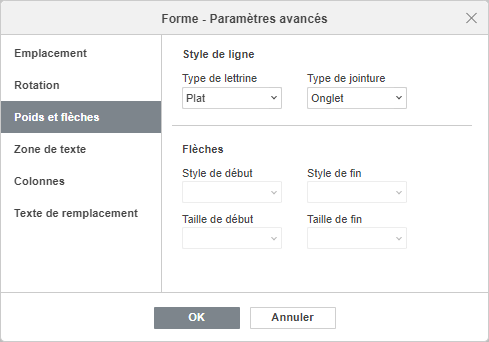 Forme - Paramètres avancés
Emplacement
Rotation
Poids et flèches
Zone de texte
Colonnes
Texte de remplacement
Style de ligne
Type de lettrine Type de jointure
Plat Onglet
Flèches
Style de début Style de fin
Taille de début Taille de fin
OK Annuler